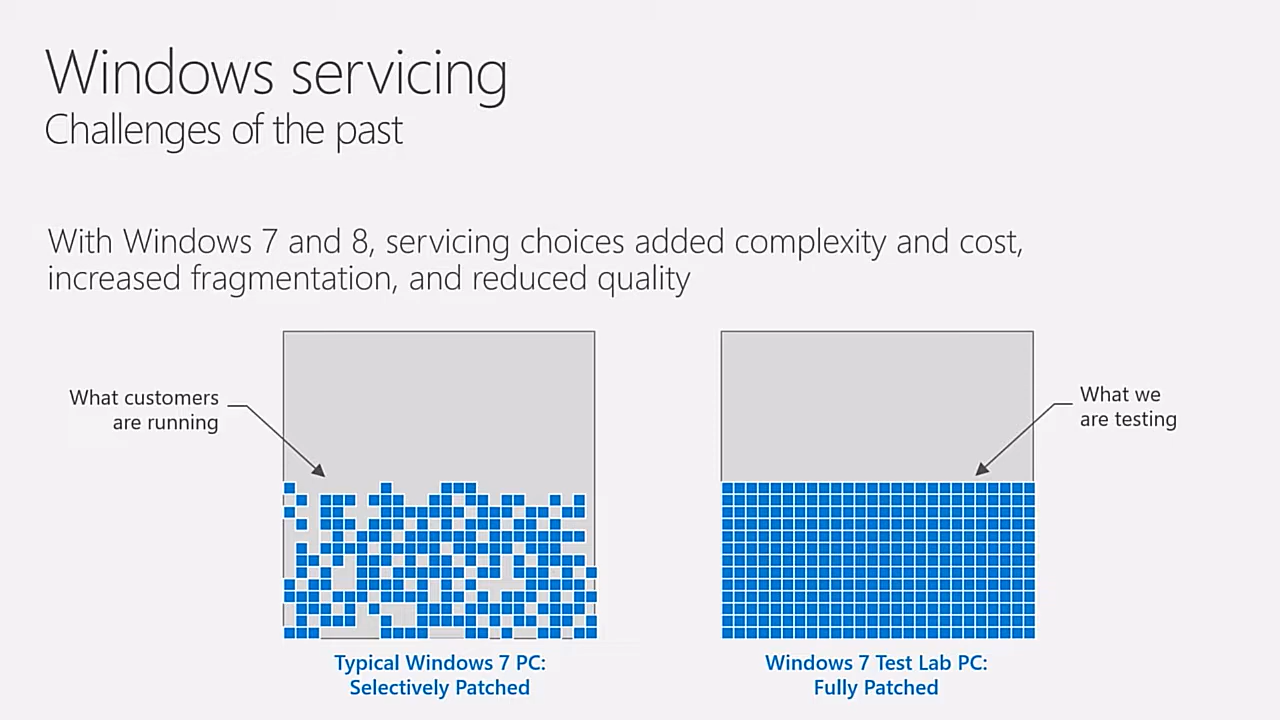 Windows servicing
Challenges of the past
With Windows 7 and 8, servicing choices added complexity and cost,
increased fragmentation, and reduced quality
What customers
are running
What we
are testing
Typical Windows 7 PC:
Selectively Patched
Windows 7 Test Lab PC:
Fully Patched